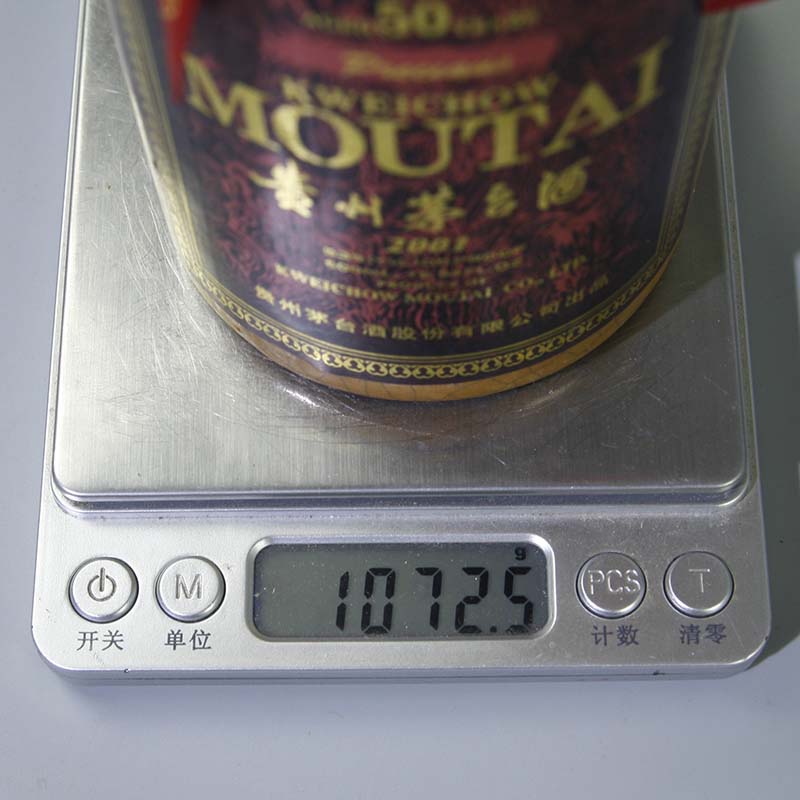 50
KWEICHOW
MOUTAI
贵州茅台酒
2001
KWEICHOW MOUTAI CO., LTD.
贵州茅台酒股份有限公司出品
g
1072.5
M
PCS
T
开关
单位
计数
清零